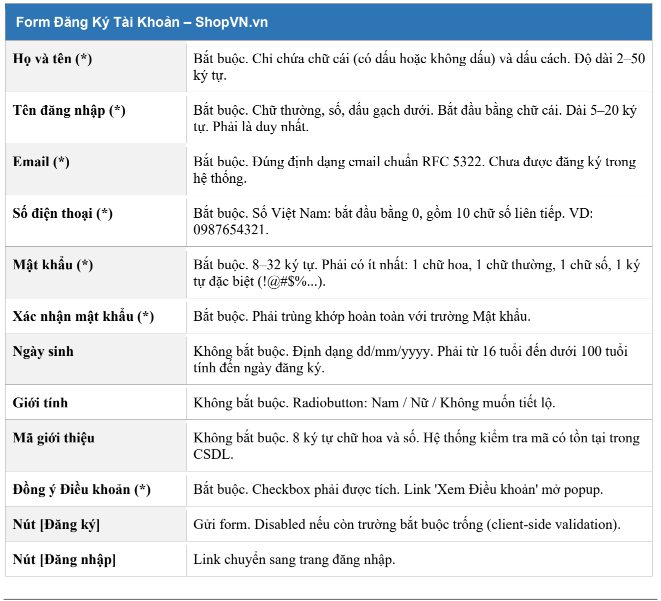 Form Đăng Ký Tài Khoản – ShopVN.vn
Họ và tên (*)
Bắt buộc. Chỉ chứa chữ cái (có dấu hoặc không dấu) và dấu cách. Độ dài 2–50
ký tự.
Tên đăng nhập (*)
Bắt buộc. Chữ thường, số, dấu gạch dưới. Bắt đầu bằng chữ cái. Dài 5–20 ký
tự. Phải là duy nhất.
Email (*)
Bắt buộc. Đúng định dạng email chuẩn RFC 5322. Chưa được đăng ký trong
hệ thống.
Số điện thoại (*)
Bắt buộc. Số Việt Nam: bắt đầu bằng 0, gồm 10 chữ số liên tiếp. VD:
0987654321.
Mật khẩu (*)
Bắt buộc. 8–32 ký tự. Phải có ít nhất: 1 chữ hoa, 1 chữ thường, 1 chữ số, 1 ký
tự đặc biệt (!@#$%...).
Xác nhận mật khẩu (*)
Bắt buộc. Phải trùng khớp hoàn toàn với trường Mật khẩu.
Ngày sinh
Không bắt buộc. Định dạng dd/mm/yyyy. Phải từ 16 tuổi đến dưới 100 tuổi
tính đến ngày đăng ký.
Giới tính
Không bắt buộc. Radiobutton: Nam / Nữ / Không muốn tiết lộ.
Mã giới thiệu
Không bắt buộc. 8 ký tự chữ hoa và số. Hệ thống kiểm tra mã có tồn tại trong
CSDL.
Đồng ý Điều khoản (*)
Bắt buộc. Checkbox phải được tích. Link 'Xem Điều khoản' mở popup.
Nút [Đăng ký]
Gửi form. Disabled nếu còn trường bắt buộc trống (client-side validation).
Nút [Đăng nhập]
Link chuyển sang trang đăng nhập.